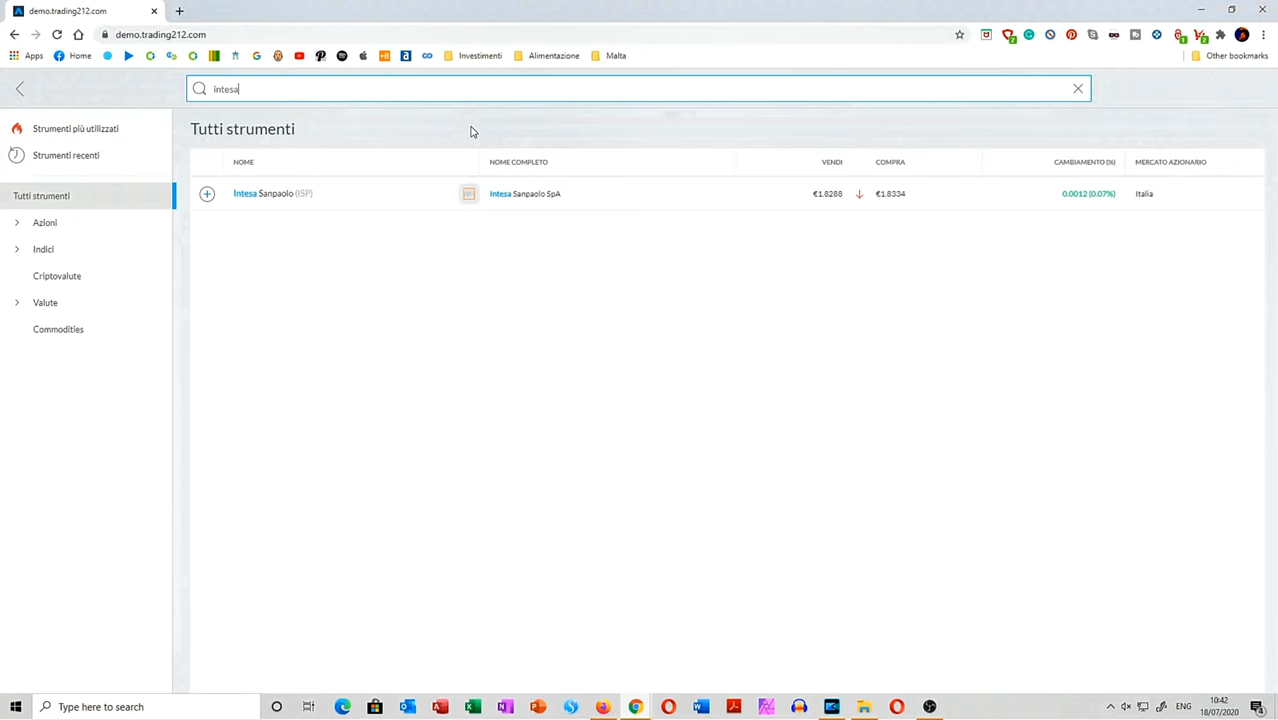 demo.trading212.com
demo.trading212.com
Apps Home Investimenti Alimentazione Malta Other bookmarks
intesa
Strumenti più utilizzati
Strumenti recenti
Tutti strumenti
Azioni
Indici
Criptovalute
Valute
Commodities
Tutti strumenti
NOME NOME COMPLETO VENDI COMPRA CAMBIAMENTO (%) MERCATO AZIONARIO
Intesa Sanpaolo (ISP) Intesa Sanpaolo SpA €1.8288 €1.8334 0.0012 (0.07%) Italia
Type here to search ENG 10:42
18/07/2020